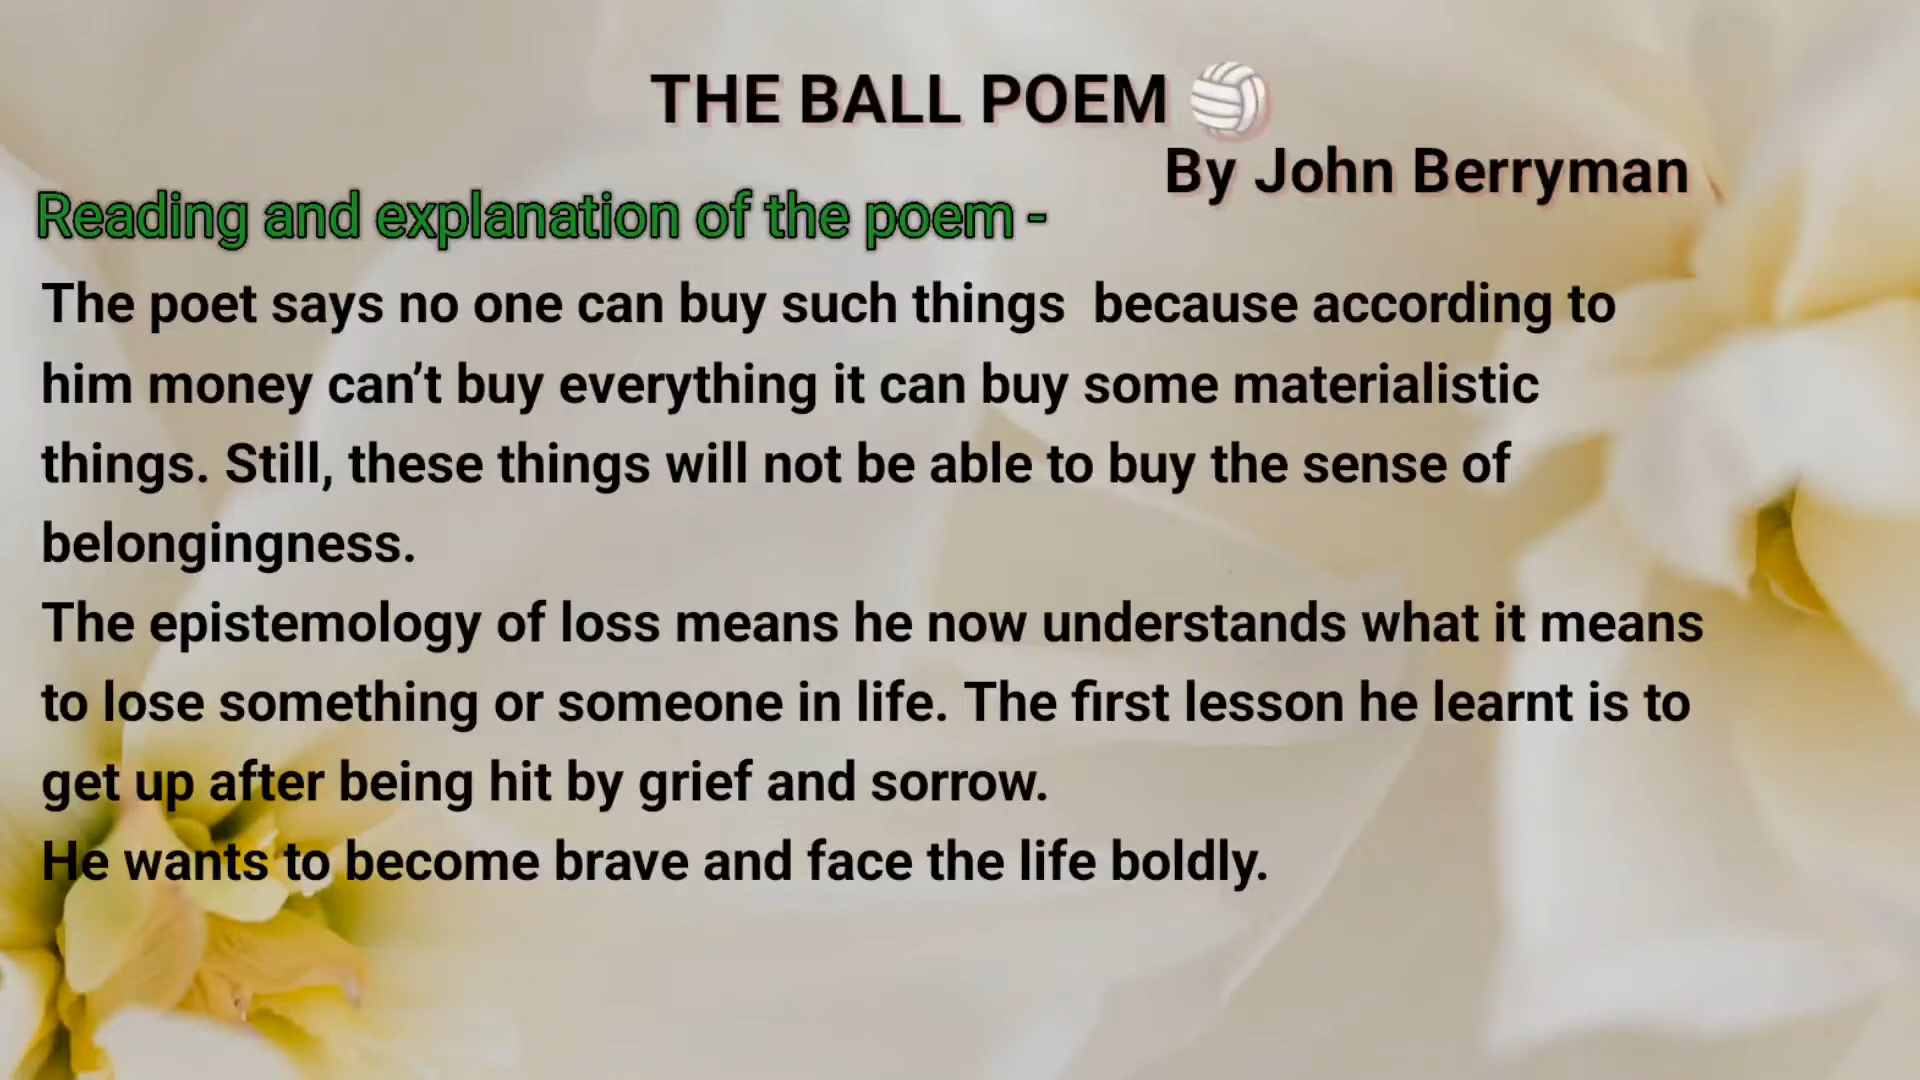 THE BALL POEM
By John Berryman
Reading and explanation of the poem -
The poet says no one can buy such things  because according to
him money can’t buy everything it can buy some materialistic
things. Still, these things will not be able to buy the sense of
belongingness.
The epistemology of loss means he now understands what it means
to lose something or someone in life. The first lesson he learnt is to
get up after being hit by grief and sorrow.
He wants to become brave and face the life boldly.